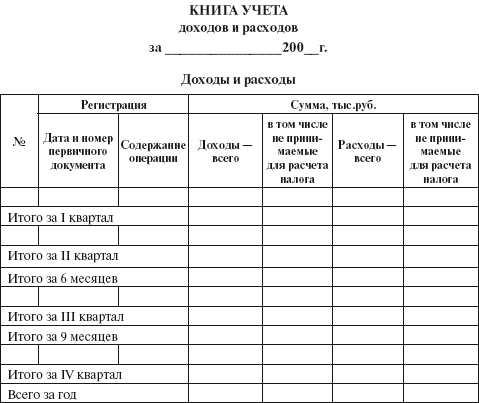 КНИГА УЧЕТА
доходов и расходов
за ________________200__г.
Доходы и расходы
№
Регистрация
Сумма, тыс.руб.
Дата и номер
первичного
документа
Содержание
операции
Доходы —
всего
в том числе
не прини-
маемые
для расчета
налога
Расходы —
всего
в том числе
не прини-
маемые
для расчета
налога
Итого за I квартал
Итого за II квартал
Итого за 6 месяцев
Итого за III квартал
Итого за 9 месяцев
Итого за IV квартал
Всего за год